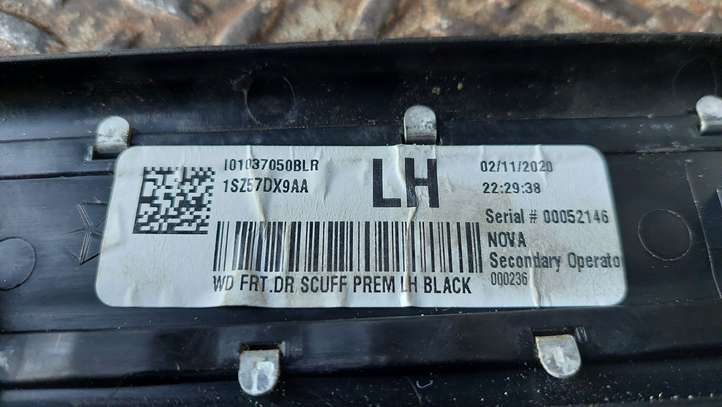 I01037050BLR
1SZ57DX9AA
LH
02/11/2020
22:29:38
Serial # 00052146
NOVA
Secondary Operato
000236
WD FRT.DR SCUFF PREM LH BLACK